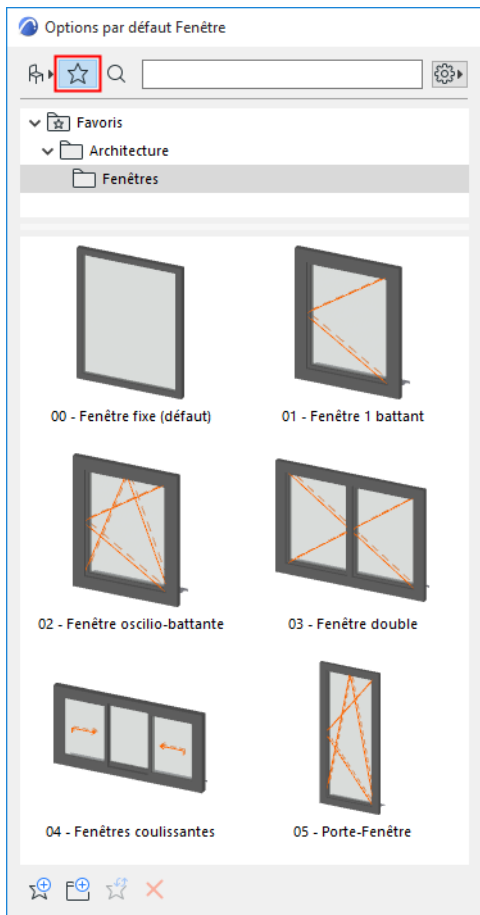 Options par défaut Fenêtre
Favoris
Architecture
Fenêtres
00 - Fenêtre fixe (défaut)
01 - Fenêtre 1 battant
02 - Fenêtre oscilio-battante
03 - Fenêtre double
04 - Fenêtres coulissantes
05 - Porte-Fenêtre